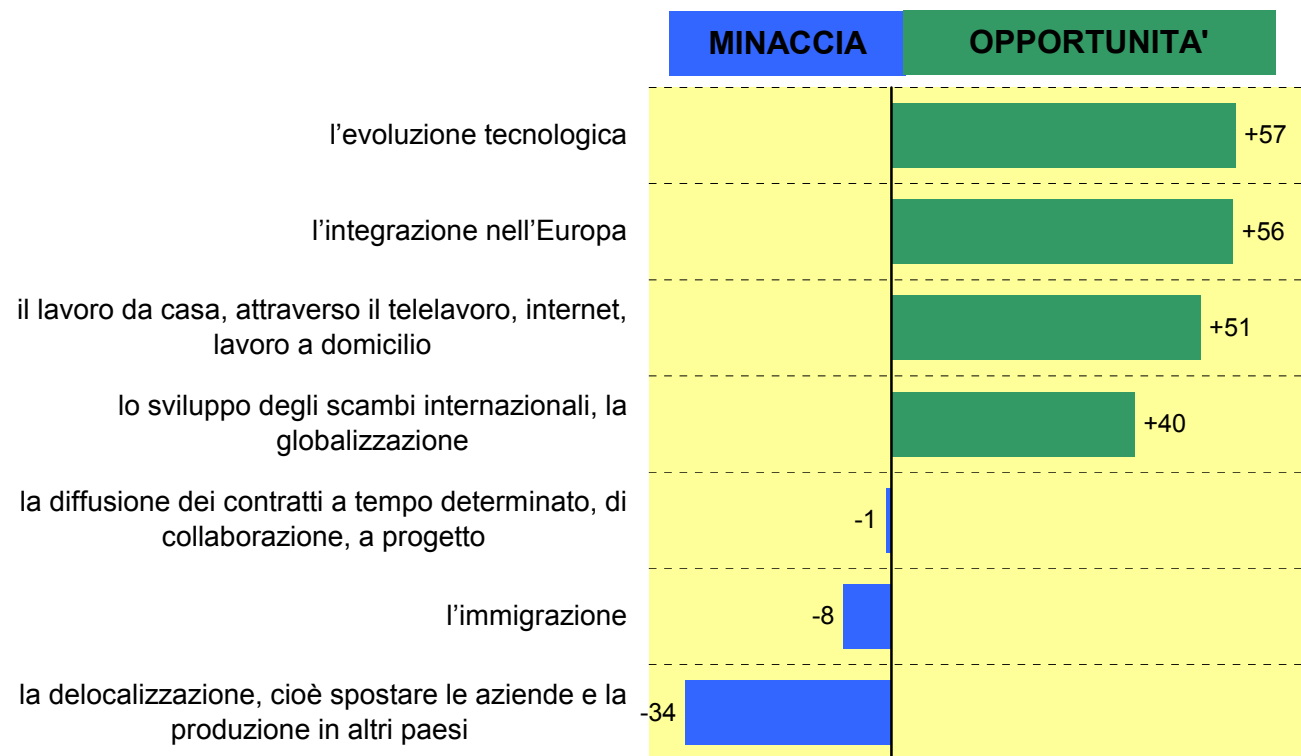 MINACCIA OPPORTUNITA'
l'evoluzione tecnologica +57
l'integrazione nell'Europa +56
il lavoro da casa, attraverso il telelavoro, internet,
lavoro a domicilio +51
lo sviluppo degli scambi internazionali, la
globalizzazione +40
la diffusione dei contratti a tempo determinato, di
collaborazione, a progetto -1
l'immigrazione -8
la delocalizzazione, cioè spostare le aziende e la
produzione in altri paesi -34